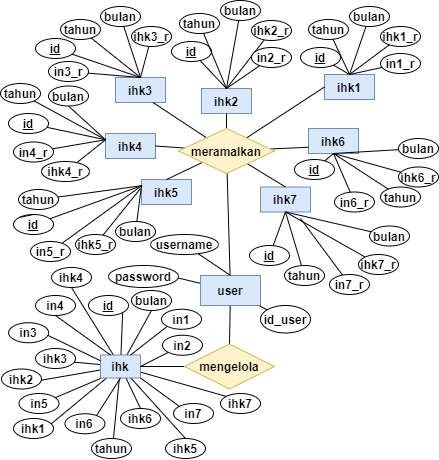 bulan
tahun
id
ihk3_r
in3_r
ihk3
bulan
tahun
id
ihk2_r
in2_r
ihk2
bulan
tahun
id
ihk1_r
in1_r
ihk1
tahun
bulan
id
in4_r
ihk4_r
ihk4
meramalkan
ihk6
bulan
id
ihk6_r
tahun
in6_r
tahun
id
in5_r
ihk5_r
bulan
ihk5
ihk7
bulan
id
ihk7_r
tahun
in7_r
username
password
user
id_user
ihk4
in4
id
bulan
in1
in3
in2
ihk3
ihk2
ihk
mengelola
in5
ihk7
ihk1
in6
ihk6
in7
tahun
ihk5